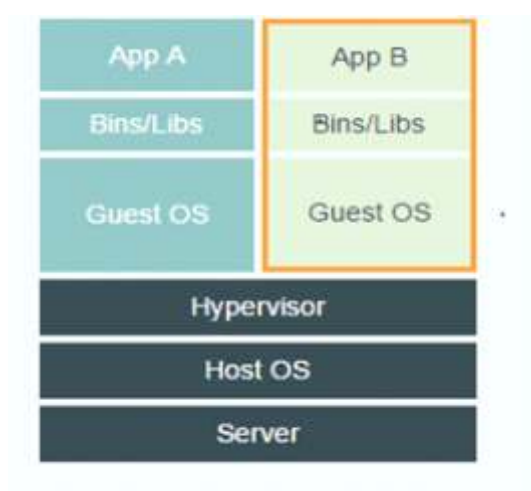 App A
App B
Bins/Libs
Bins/Libs
Guest OS
Guest OS
Hypervisor
Host OS
Server